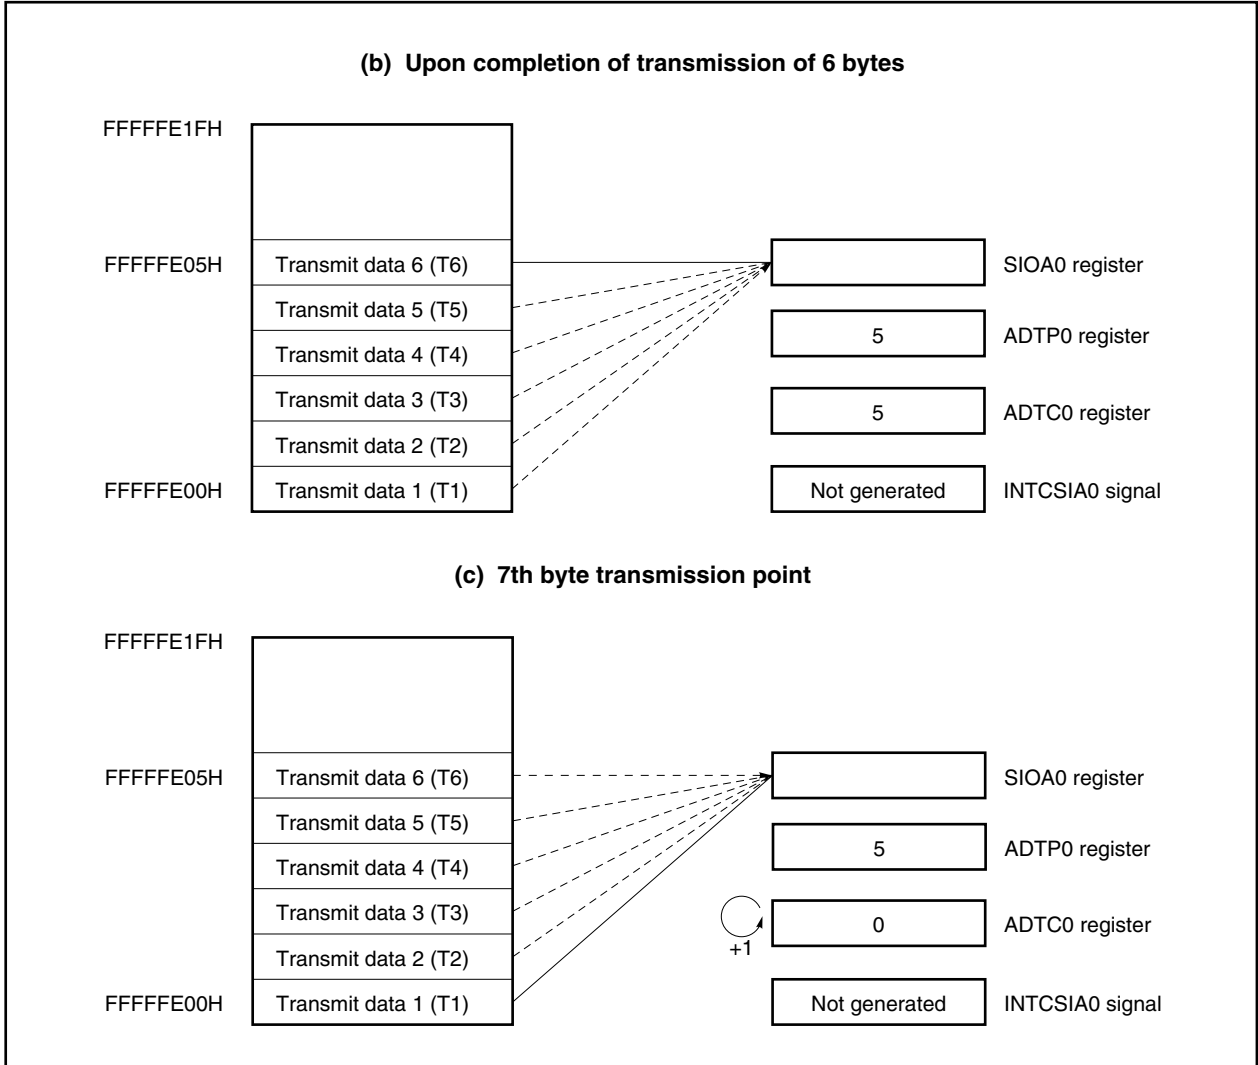 (b) Upon completion of transmission of 6 bytes
FFFFFE1FH
FFFFFE05H Transmit data 6 (T6) SIOA0 register
Transmit data 5 (T5)
5 ADTP0 register
Transmit data 4 (T4)
Transmit data 3 (T3)
5 ADTC0 register
Transmit data 2 (T2)
FFFFFE00H Transmit data 1 (T1) Not generated INTCSIA0 signal
(c) 7th byte transmission point
FFFFFE1FH
FFFFFE05H Transmit data 6 (T6) SIOA0 register
Transmit data 5 (T5)
5 ADTP0 register
Transmit data 4 (T4)
Transmit data 3 (T3)
0 ADTC0 register
+1
Transmit data 2 (T2)
FFFFFE00H Transmit data 1 (T1) Not generated INTCSIA0 signal